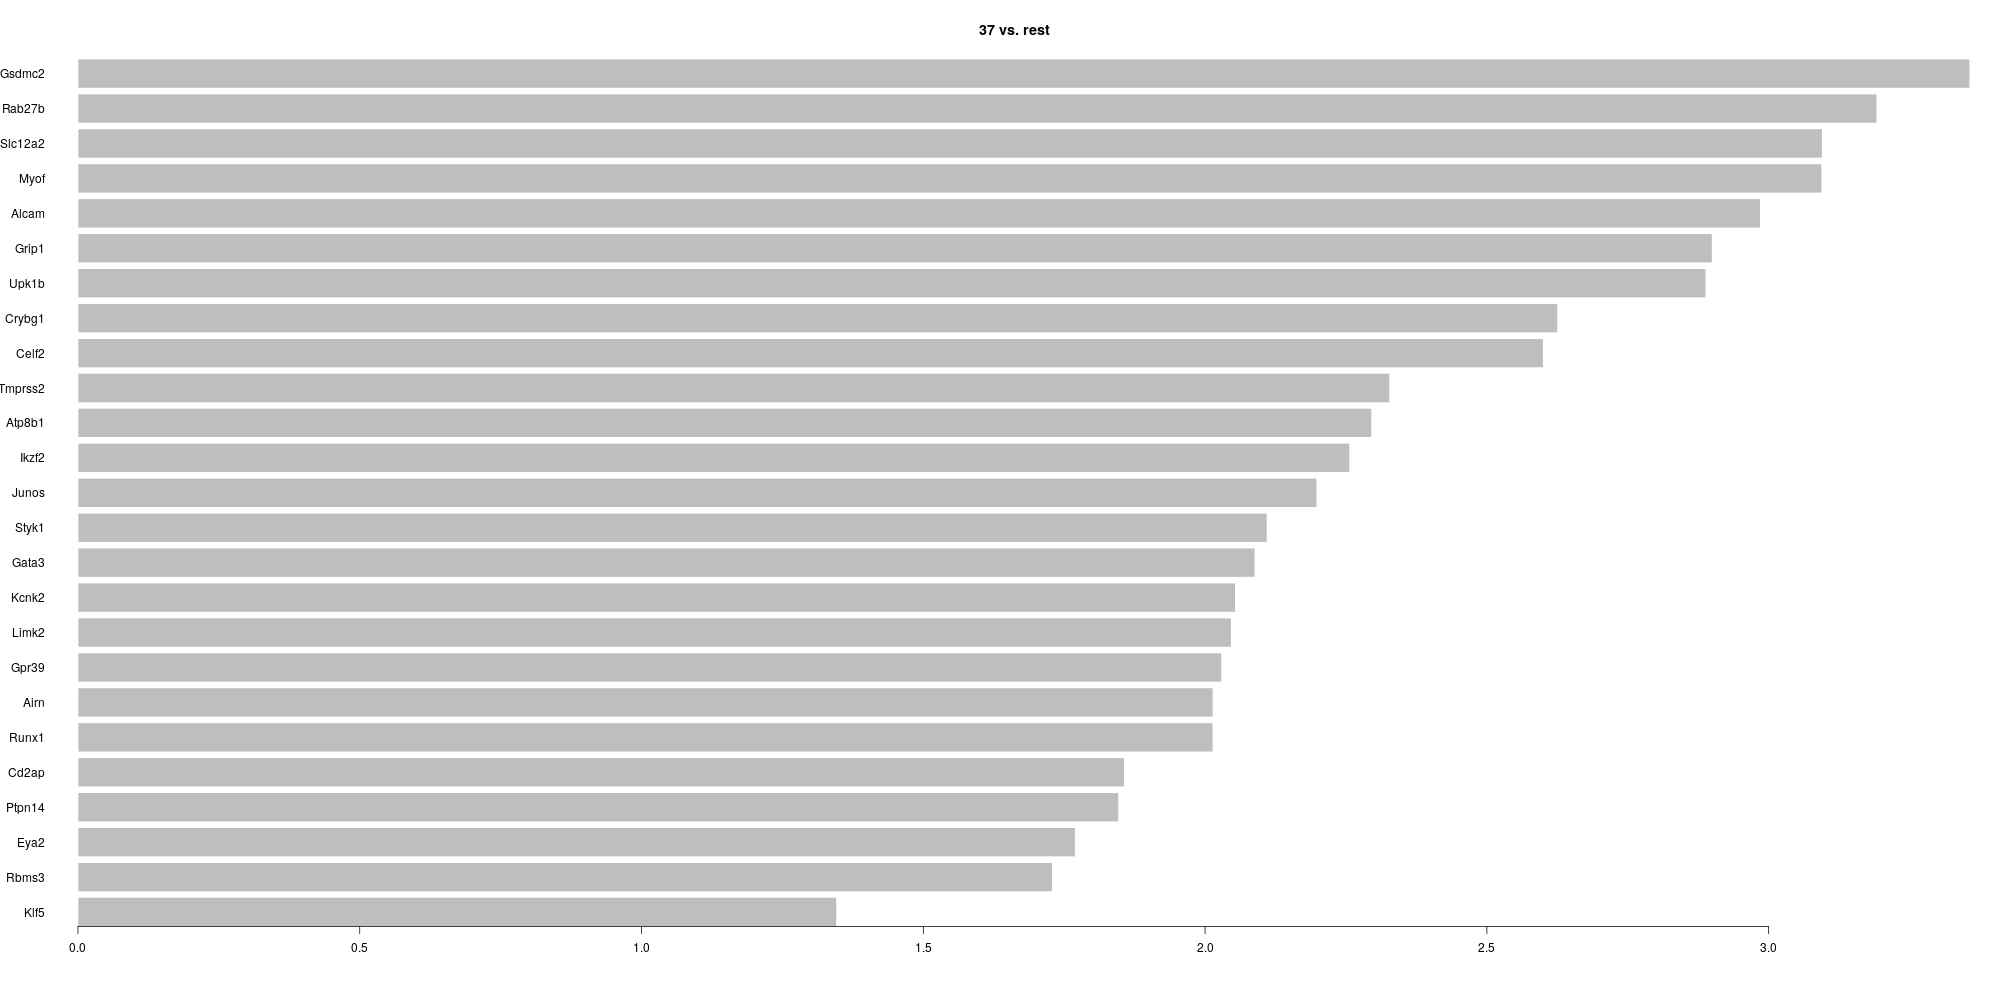 37 vs. rest
Gsdmc2
Rab27b
Slc12a2
Myof
Alcam
Grip1
Upk1b
Crybg1
Celf2
Tmprss2
Atp8b1
Ikzf2
Junos
Styk1
Gata3
Kcnk2
Limk2
Gpr39
Airn
Runx1
Cd2ap
Ptpn14
Eya2
Rbms3
Klf5
0.0 0.5 1.0 1.5 2.0 2.5 3.0